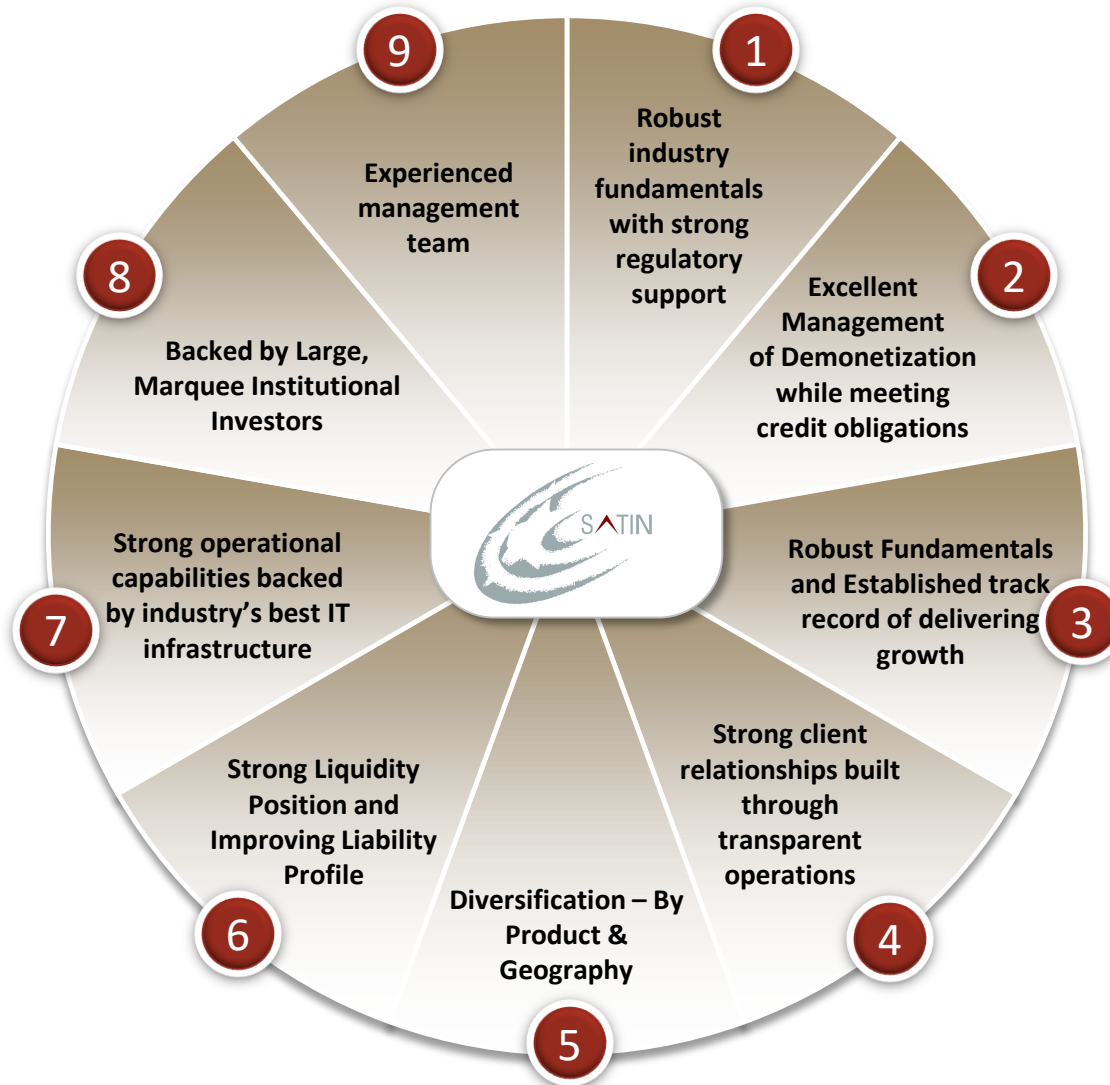 1
Robust
industry
fundamentals
with strong
regulatory
support
2
Excellent
Management
of Demonetization
while meeting
credit obligations
3
Robust Fundamentals
and Established track
record of delivering
growth
4
Strong client
relationships built
through
transparent
operations
5
Diversification – By
Product &
Geography
6
Strong Liquidity
Position and
Improving Liability
Profile
7
Strong operational
capabilities backed
by industry’s best IT
infrastructure
8
Backed by Large,
Marquee Institutional
Investors
9
Experienced
management
team
SATIN